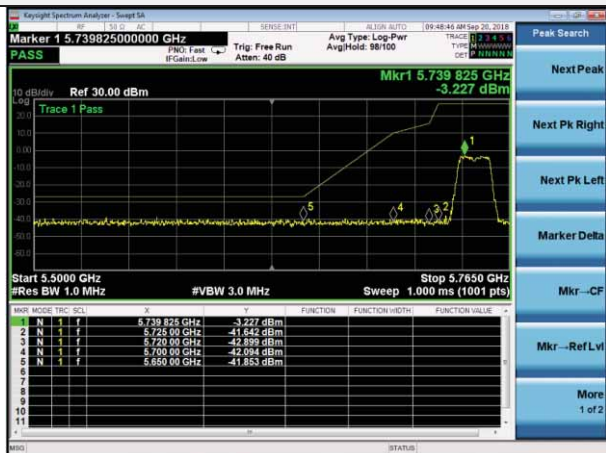 Keysight Spectrum Analyzer - Swept SA
RF 50 Ω AC SENSE:INT ALIGN AUTO 09:48:46 AM Sep 20, 2018
Marker 1 5.739825000000 GHz
PNO: Fast
IFGain:Low
Trig: Free Run
Atten: 40 dB
Avg Type: Log-Pwr
Avg|Hold: 98/100
TRACE 1 2 3 4 5 6
TYPE M W W W W W
DET P N N N N N
PASS
Peak Search
Mkr1 5.739 825 GHz
-3.227 dBm
10 dB/div
Log
Ref 30.00 dBm
Trace 1 Pass
20.0
10.0
0.00
-10.0
-20.0
-30.0
-40.0
-50.0
-60.0
1
5
4
3
2
Start 5.5000 GHz
Stop 5.7650 GHz
#Res BW 1.0 MHz
#VBW 3.0 MHz
Sweep 1.000 ms (1001 pts)
MKR MODE TRC SCL X Y FUNCTION FUNCTION WIDTH FUNCTION VALUE
1 N 1 f 5.739 825 GHz -3.227 dBm
2 N 1 f 5.725 00 GHz -41.642 dBm
3 N 1 f 5.720 00 GHz -42.899 dBm
4 N 1 f 5.700 00 GHz -42.094 dBm
5 N 1 f 5.650 00 GHz -41.853 dBm
6
7
8
9
10
11
MSG
STATUS
Next Peak
Next Pk Right
Next Pk Left
Marker Delta
Mkr→CF
Mkr→Ref Lvl
More
1 of 2